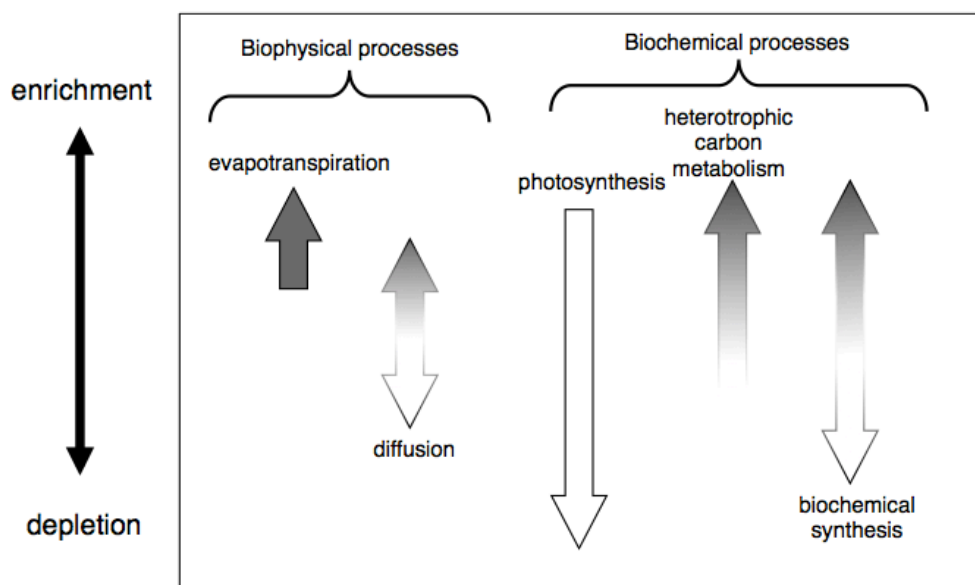 enrichment
depletion
Biophysical processes
evapotranspiration
diffusion
Biochemical processes
photosynthesis
heterotrophic
carbon
metabolism
biochemical
synthesis